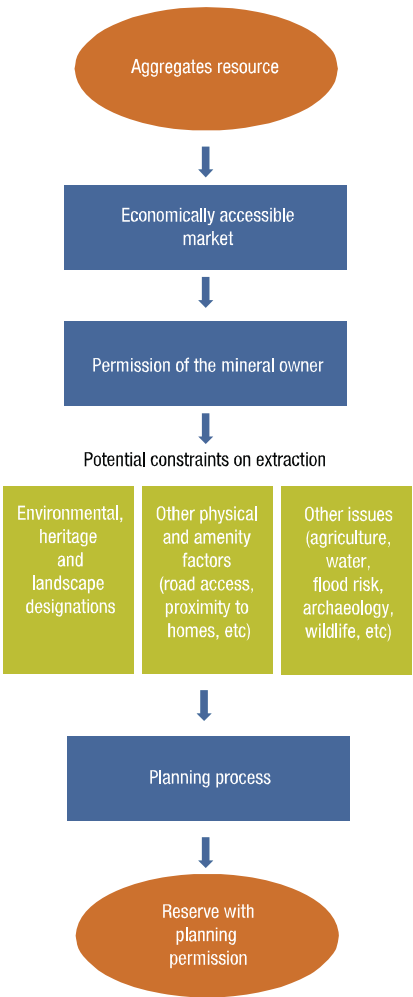 Aggregates resource
Economically accessible
market
Permission of the mineral owner
Potential constraints on extraction
Environmental,
heritage
and
landscape
designations
Other physical
and amenity
factors
(road access,
proximity to
homes, etc)
Other issues
(agriculture,
water,
flood risk,
archaeology,
wildlife, etc)
Planning process
Reserve with
planning
permission